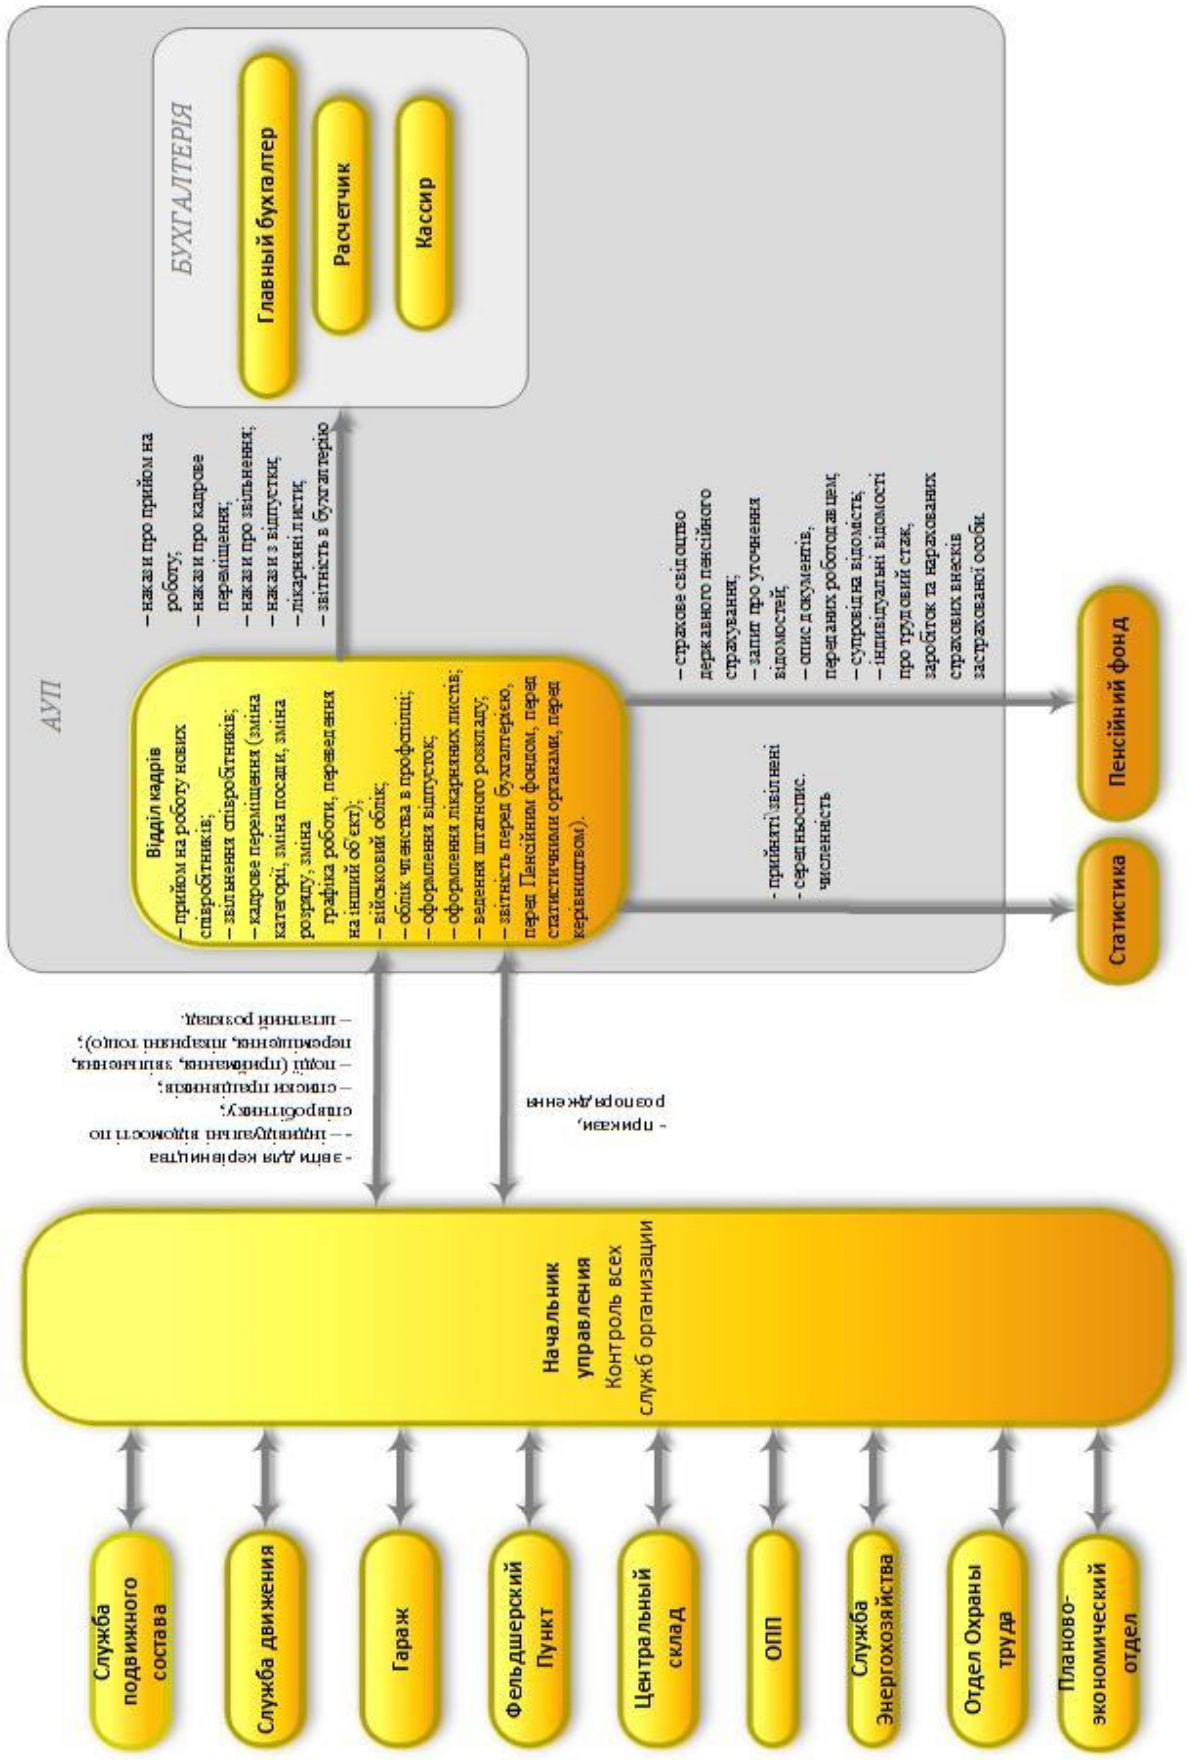 АУП
БУХГАЛТЕРІЯ
Главный бухгалтер
Расчетчик
Кассир
– накази про прийом на
роботу;
– накази про кадрове
переміщення;
– накази про звільнення;
– накази з відпустки;
– лікарняні листи;
– звітність в бухгалтерію
Відділ кадрів
– прийом на роботу нових
співробітників;
– звільнення співробітників;
– кадрове переміщення (зміна
категорії, зміна посади, зміна
розряду, зміна
графіка роботи, переведення
на інший об'єкт);
– військовий облік;
– облік членства в профспілці;
– оформлення відпусток;
– оформлення лікарняних листів;
– ведення штатного розкладу;
– звітність перед бухгалтерією,
перед Пенсійним фондом, перед
статистичними органами, перед
керівництвом).
– страхове свідоцтво
державного пенсійного
страхування;
– запит про уточнення
відомостей;
– опис документів,
переданих роботодавцем;
– супровідна відомість;
– індивідуальні відомості
про трудовий стаж,
заробіток та нарахованих
страхових внесків
застрахованої особи.
- прийняті\звільнені
- середньоспис.
численність
Пенсійний фонд
Статистика
- звіти для керівництва
- – індивідуальні відомості по
співробітнику;
– списки працівників;
– події (приймання, звільнення,
переміщення, лікарняні тощо);
– штатний розклад.
- прикази,
розпорядження
Начальник
управления
Контроль всех
служб организации
Служба
подвижного
состава
Служба движения
Гараж
Фельдшерский
Пункт
Центральный
склад
ОПП
Служба
Энергохозяйства
Отдел Охраны
труда
Планово-
экономический
отдел